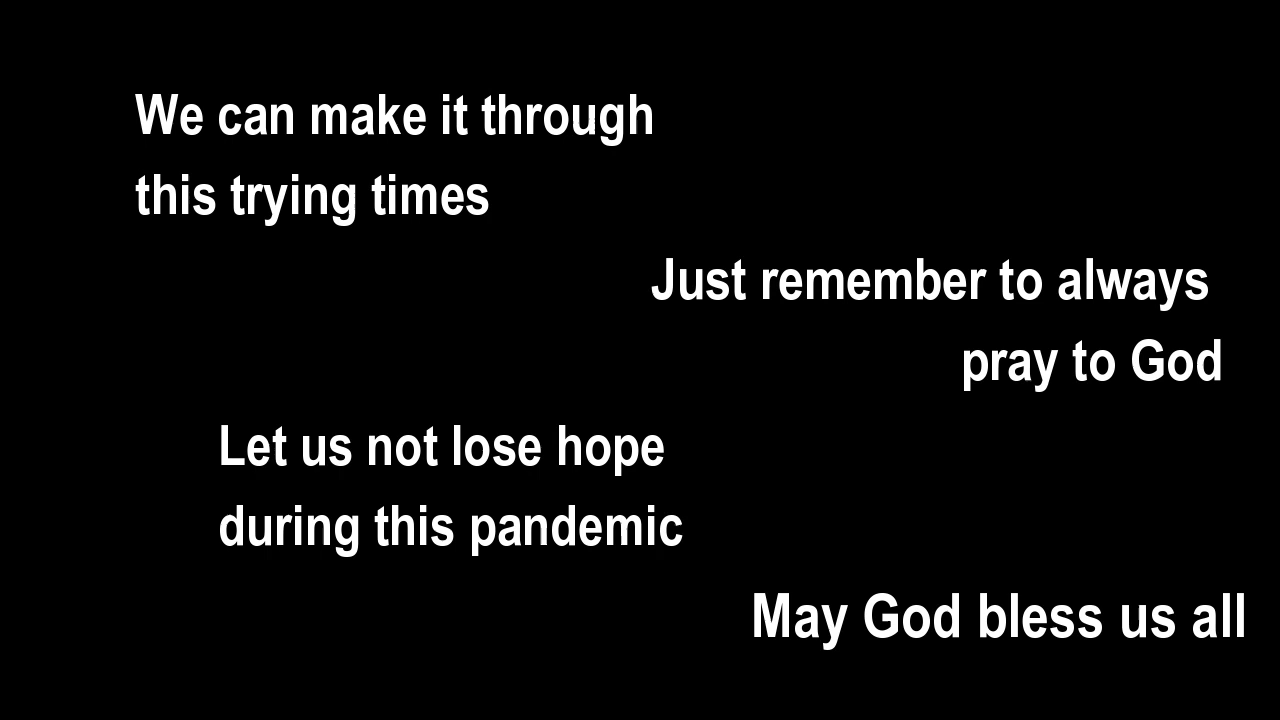 We can make it through
this trying times
Just remember to always
pray to God
Let us not lose hope
during this pandemic
May God bless us all